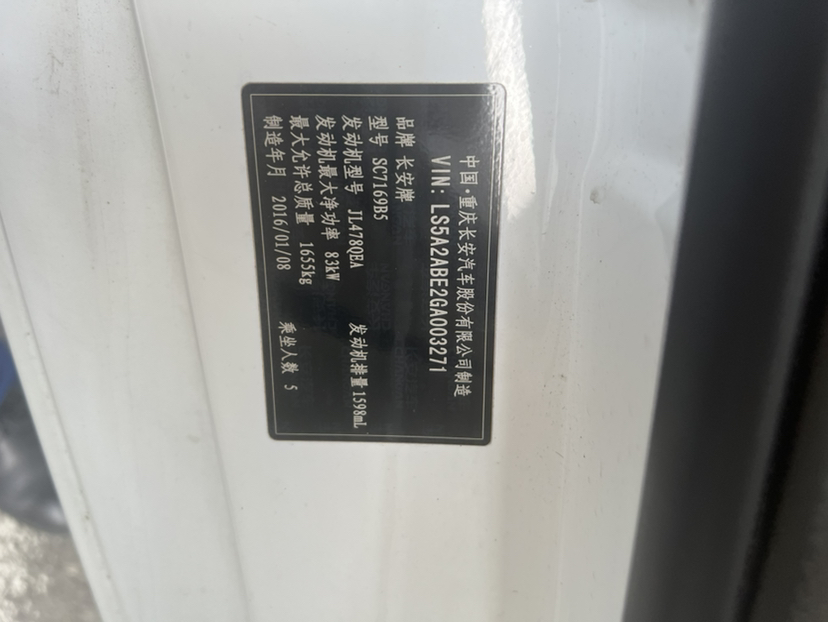 中国·重庆长安汽车股份有限公司制造
VIN: LS5A2ABE2GA003271
品牌 长安牌
型号 SC7169B5
发动机型号 JL478QEA 发动机排量 1598mL
发动机最大净功率 83kW
最大允许总质量 1655kg
制造年月 2016/01/08 乘坐人数 5